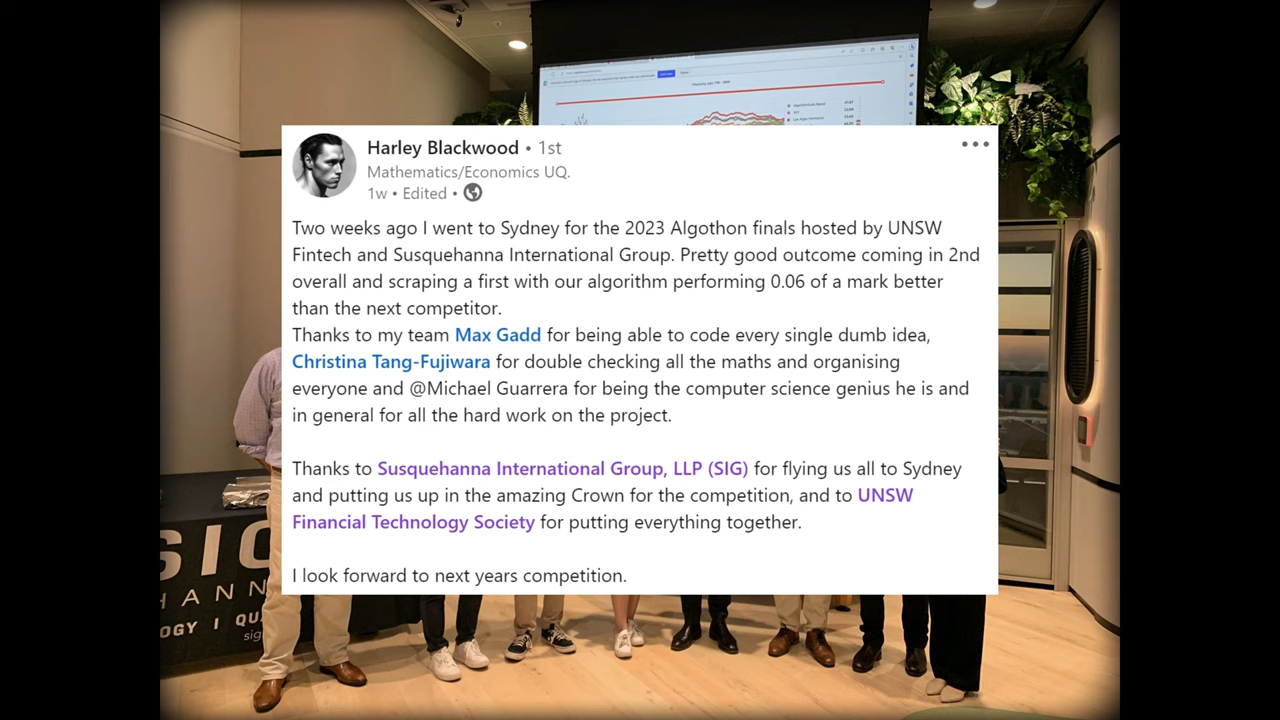 Harley Blackwood • 1st
Mathematics/Economics UQ.
1w • Edited •
Two weeks ago I went to Sydney for the 2023 Algothon finals hosted by UNSW
Fintech and Susquehanna International Group. Pretty good outcome coming in 2nd
overall and scraping a first with our algorithm performing 0.06 of a mark better
than the next competitor.
Thanks to my team Max Gadd for being able to code every single dumb idea,
Christina Tang-Fujiwara for double checking all the maths and organising
everyone and @Michael Guarrera for being the computer science genius he is and
in general for all the hard work on the project.
Thanks to Susquehanna International Group, LLP (SIG) for flying us all to Sydney
and putting us up in the amazing Crown for the competition, and to UNSW
Financial Technology Society for putting everything together.
I look forward to next years competition.
SIG
HANN
OGY I QU
sig